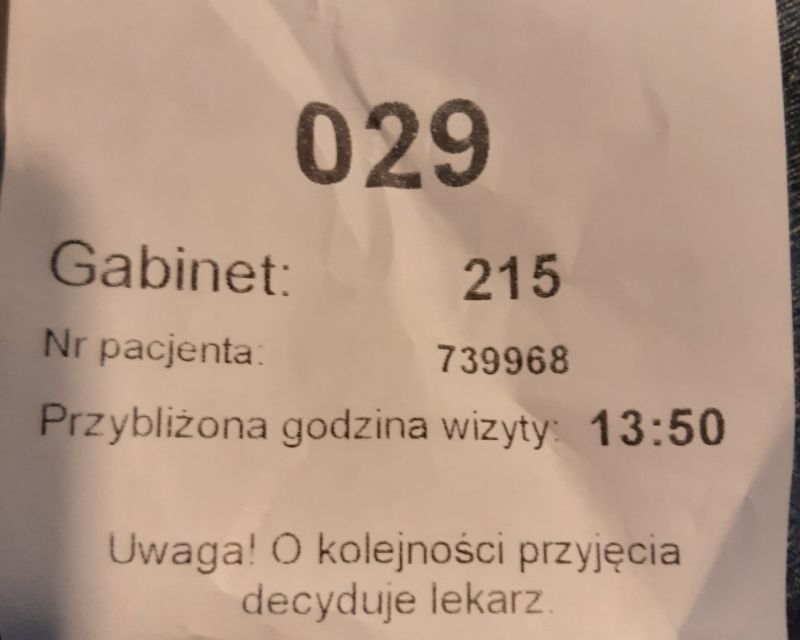 029
Gabinet: 215
Nr pacjenta: 739968
Przybliżona godzina wizyty: 13:50
Uwaga! O kolejności przyjęcia
decyduje lekarz.